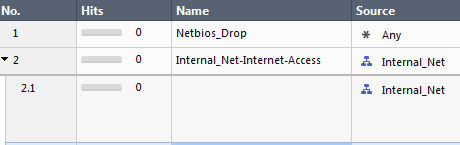 No. Hits Name Source
1 0 Netbios_Drop Any
2 0 Internal_Net-Internet-Access Internal_Net
2.1 0 Internal_Net